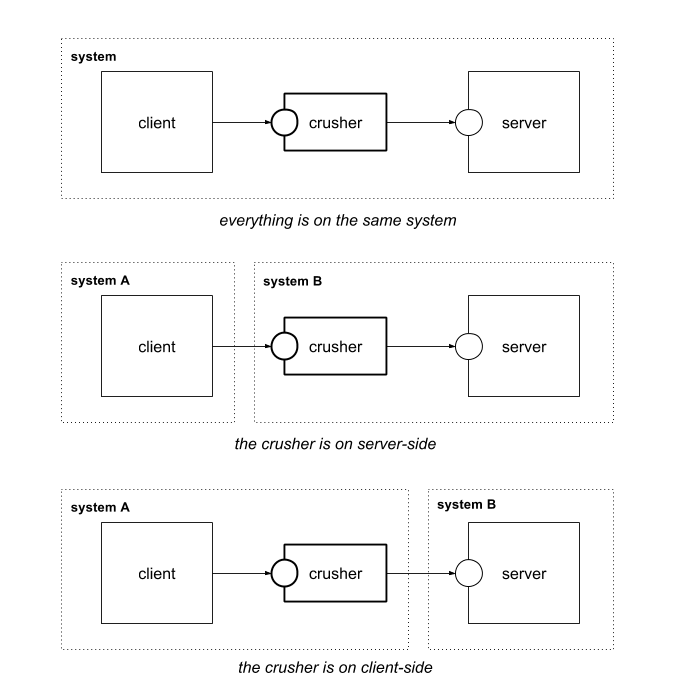 system
client
crusher
server
everything is on the same system
system A
system B
client
crusher
server
the crusher is on server-side
system A
system B
client
crusher
server
the crusher is on client-side